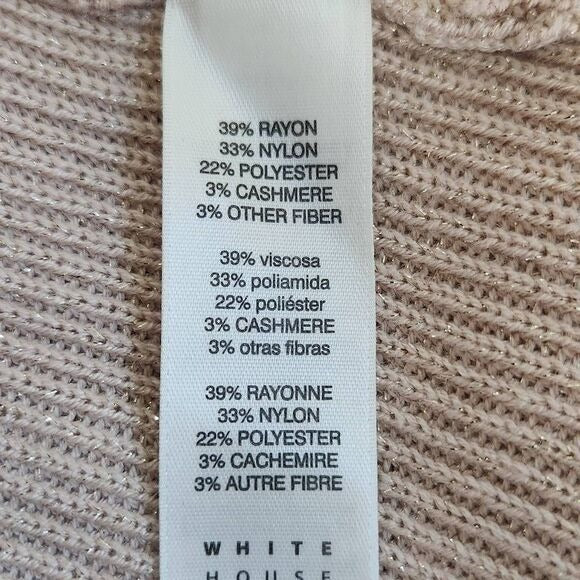 39% RAYON
33% NYLON
22% POLYESTER
3% CASHMERE
3% OTHER FIBER
39% viscosa
33% poliamida
22% poliéster
3% CASHMERE
3% otras fibras
39% RAYONNE
33% NYLON
22% POLYESTER
3% CACHEMIRE
3% AUTRE FIBRE
WHITE
HOUSE